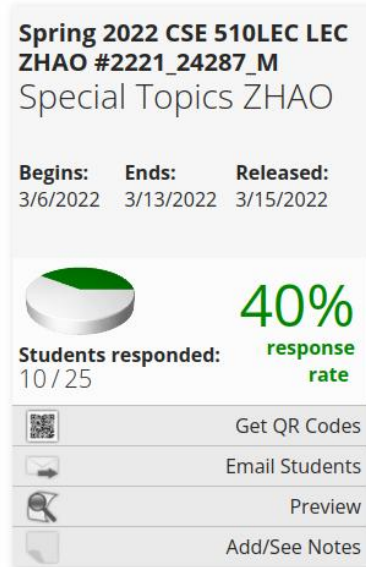 Spring 2022 CSE 510LEC LEC
ZHAO #2221_24287_M
Special Topics ZHAO
Begins: Ends: Released:
3/6/2022 3/13/2022 3/15/2022
40%
response
rate
Students responded:
10 / 25
Get QR Codes
Email Students
Preview
Add/See Notes